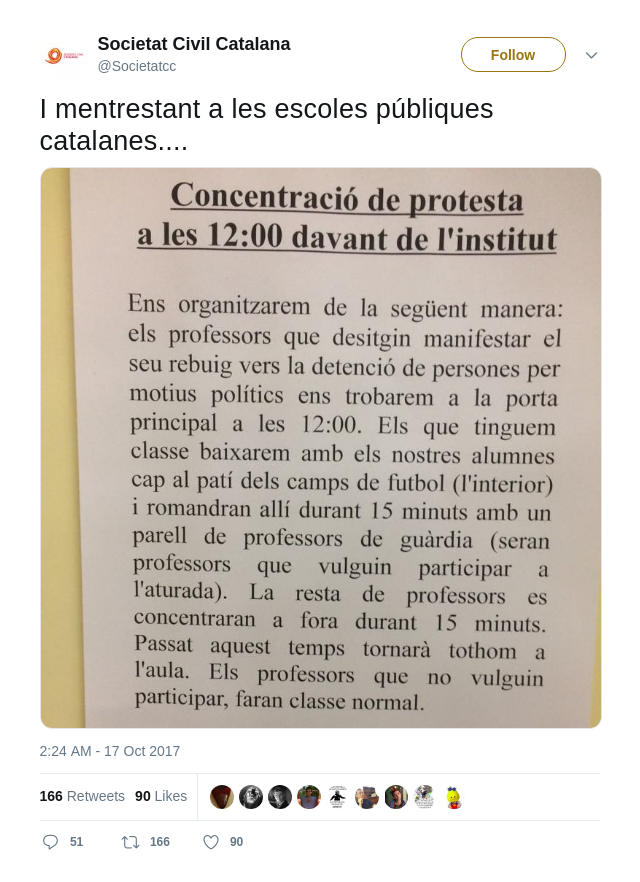 Societat Civil Catalana
@Societatcc
Follow
I mentrestant a les escoles públiques
catalanes....
Concentració de protesta
a les 12:00 davant de l'institut
Ens organitzarem de la següent manera:
els professors que desitgin manifestar el
seu rebuig vers la detenció de persones per
motius polítics ens trobarem a la porta
principal a les 12:00. Els que tinguem
classe baixarem amb els nostres alumnes
cap al patí dels camps de futbol (l'interior)
i romandran allí durant 15 minuts amb un
parell de professors de guàrdia (seran
professors que vulguin participar a
l'aturada). La resta de professors es
concentraran a fora durant 15 minuts.
Passat aquest temps tornarà tothom a
l'aula. Els professors que no vulguin
participar, faran classe normal.
2:24 AM - 17 Oct 2017
166 Retweets 90 Likes
51 166 90